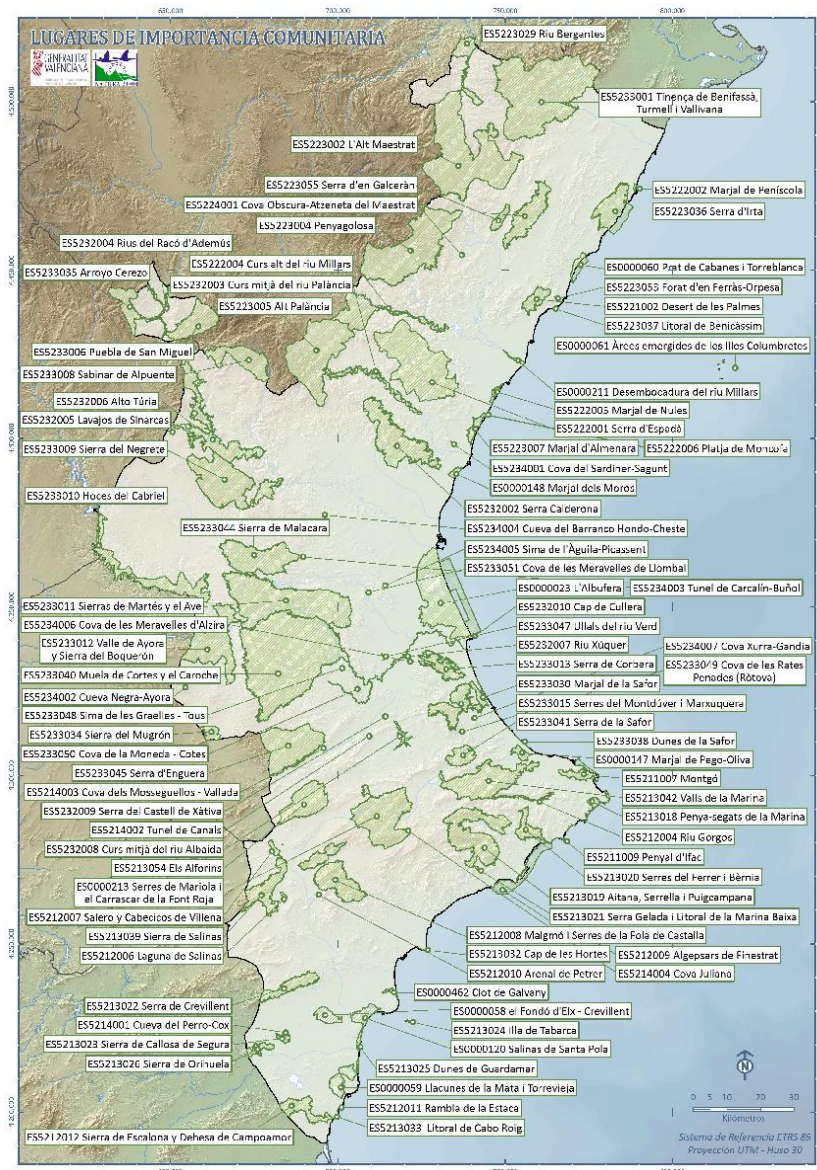 LUGARES DE IMPORTANCIA COMUNITARIA
GENERALITAT
VALENCIANA
ES5223029 Riu Bergantes
ES5233001 Tinença de Benifassà,
Turmell i Vallivana
ES5223002 L'Alt Maestrat
ES5223055 Serra d'en Galceràn
ES5224001 Cova Obscura-Atzeneta del Maestrat
ES5223004 Penyagolosa
ES5222002 Marjal de Peníscola
ES5223036 Serra d'Irta
ES5232004 Rius del Racó d'Ademús
ES5233035 Arroyo Cerezo
ES5222004 Curs alt del riu Millars
ES5232003 Curs mitjà del riu Palància
ES5223005 Alt Palància
ES0000060 Prat de Cabanes i Torreblanca
ES5223053 Forat d'en Ferràs-Orpesa
ES5221002 Desert de les Palmes
ES5223037 Litoral de Benicàssim
ES0000061 Àrees emergides de les Illes Columbretes
ES5233006 Puebla de San Miguel
ES5233008 Sabinar de Alpuente
ES5232006 Alto Túria
ES5232005 Lavajos de Sinarcas
ES5233009 Sierra del Negrete
ES0000211 Desembocadura del riu Millars
ES5222005 Marjal de Nules
ES5222001 Serra d'Espadà
ES5223007 Marjal d'Almenara
ES5222006 Platja de Moncofa
ES5234001 Cova del Sardiner-Sagunt
ES0000148 Marjal dels Moros
ES5233010 Hoces del Cabriel
ES5232002 Serra Calderona
ES5233044 Sierra de Malacara
ES5234004 Cueva del Barranco Hondo-Cheste
ES5234005 Sima de l'Àguila-Picassent
ES5233051 Cova de les Meravelles de Llombai
ES0000023 L'Albufera
ES5234003 Tunel de Carcalín-Buñol
ES5233011 Sierras de Martés y el Ave
ES5232010 Cap de Cullera
ES5234006 Cova de les Meravelles d'Alzira
ES5233047 Ullals del riu Verd
ES5233012 Valle de Ayora
y Sierra del Boquerón
ES5232007 Riu Xúquer
ES5234007 Cova Xurra-Gandia
ES5233013 Serra de Corbera
ES5233049 Cova de les Rates
Penades (Ròtova)
ES5233040 Muela de Cortes y el Caroche
ES5233030 Marjal de la Safor
ES5234002 Cueva Negra-Ayora
ES5233015 Serres del Montdúver i Marxuquera
ES5233048 Sima de les Graelles - Tous
ES5233041 Serra de la Safor
ES5233034 Sierra del Mugrón
ES5233038 Dunes de la Safor
ES5233050 Cova de la Moneda - Cotes
ES0000147 Marjal de Pego-Oliva
ES5233045 Serra d'Enguera
ES5211007 Montgó
ES5214003 Cova dels Mosseguellos - Vallada
ES5213042 Valls de la Marina
ES5232009 Serra del Castell de Xàtiva
ES5213018 Penya-segats de la Marina
ES5214002 Tunel de Canals
ES5212004 Riu Gorgos
ES5232008 Curs mitjà del riu Albaida
ES5211009 Penyal d'Ifac
ES5213054 Els Alforins
ES5213020 Serres del Ferrer i Bèrnia
ES0000213 Serres de Mariola i
el Carrascar de la Font Roja
ES5213019 Aitana, Serrella i Puigcampana
ES5212007 Salero y Cabecicos de Villena
ES5213021 Serra Gelada i Litoral de la Marina Baixa
ES5213039 Sierra de Salinas
ES5212008 Maigmó i Serres de la Foia de Castalla
ES5212006 Laguna de Salinas
ES5213032 Cap de les Hortes
ES5212009 Algepsars de Finestrat
ES5212010 Arenal de Petrer
ES5214004 Cova Juliana
ES0000462 Clot de Galvany
ES5213022 Serra de Crevillent
ES0000058 el Fondó d'Elx - Crevillent
ES5214001 Cueva del Perro-Cox
ES5213024 Illa de Tabarca
ES5213023 Sierra de Callosa de Segura
ES0000120 Salinas de Santa Pola
ES5213026 Sierra de Orihuela
ES5213025 Dunes de Guardamar
ES0000059 Llacunes de la Mata i Torrevieja
ES5212011 Rambla de la Estaca
ES5213033 Litoral de Cabo Roig
ES5212012 Sierra de Escalona y Dehesa de Campoamor
N
0 5 10 20 30
Kilómetros
Sistema de Referencia ETRS 89
Proyección UTM - Huso 30